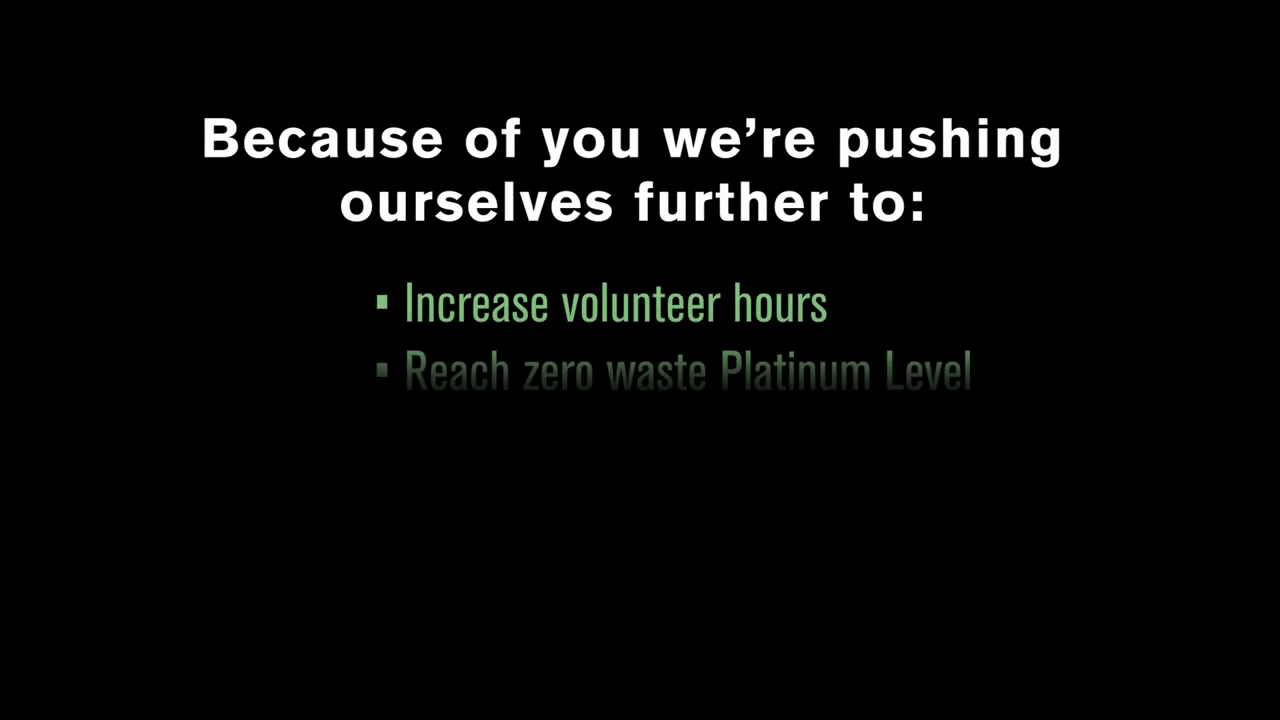 Because of you we’re pushing
ourselves further to:
▪ Increase volunteer hours
▪ Reach zero waste Platinum Level